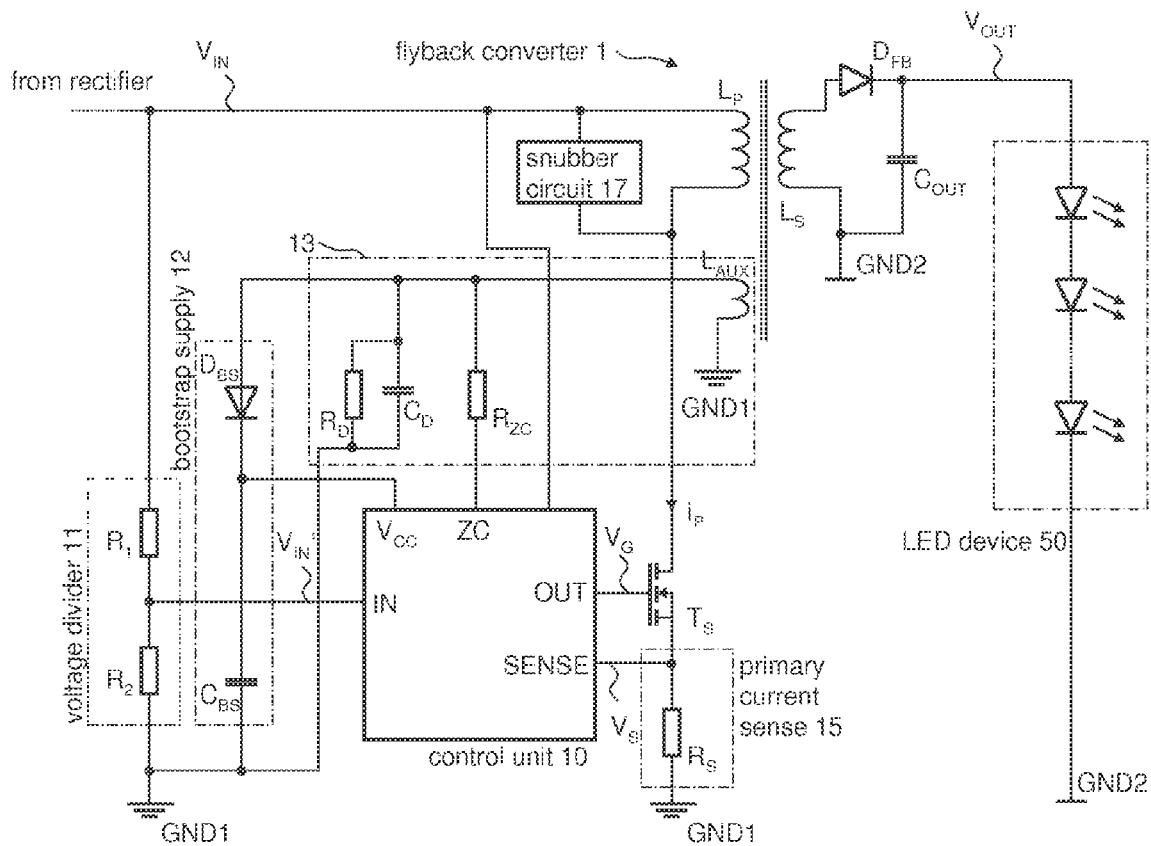 flyback converter 1
V_OUT
V_IN
from rectifier
D_FB
L_P
snubber
circuit 17
L_S
C_OUT
GND2
13
L_AUX
GND1
bootstrap supply 12
D_BS
R_D
C_D
R_ZC
i_P
LED device 50
voltage divider 11
R_1
V_IN'
V_CC
ZC
IN
OUT
V_G
T_S
R_2
C_BS
SENSE
V_S
primary
current
sense 15
R_S
control unit 10
GND1
GND1
GND2